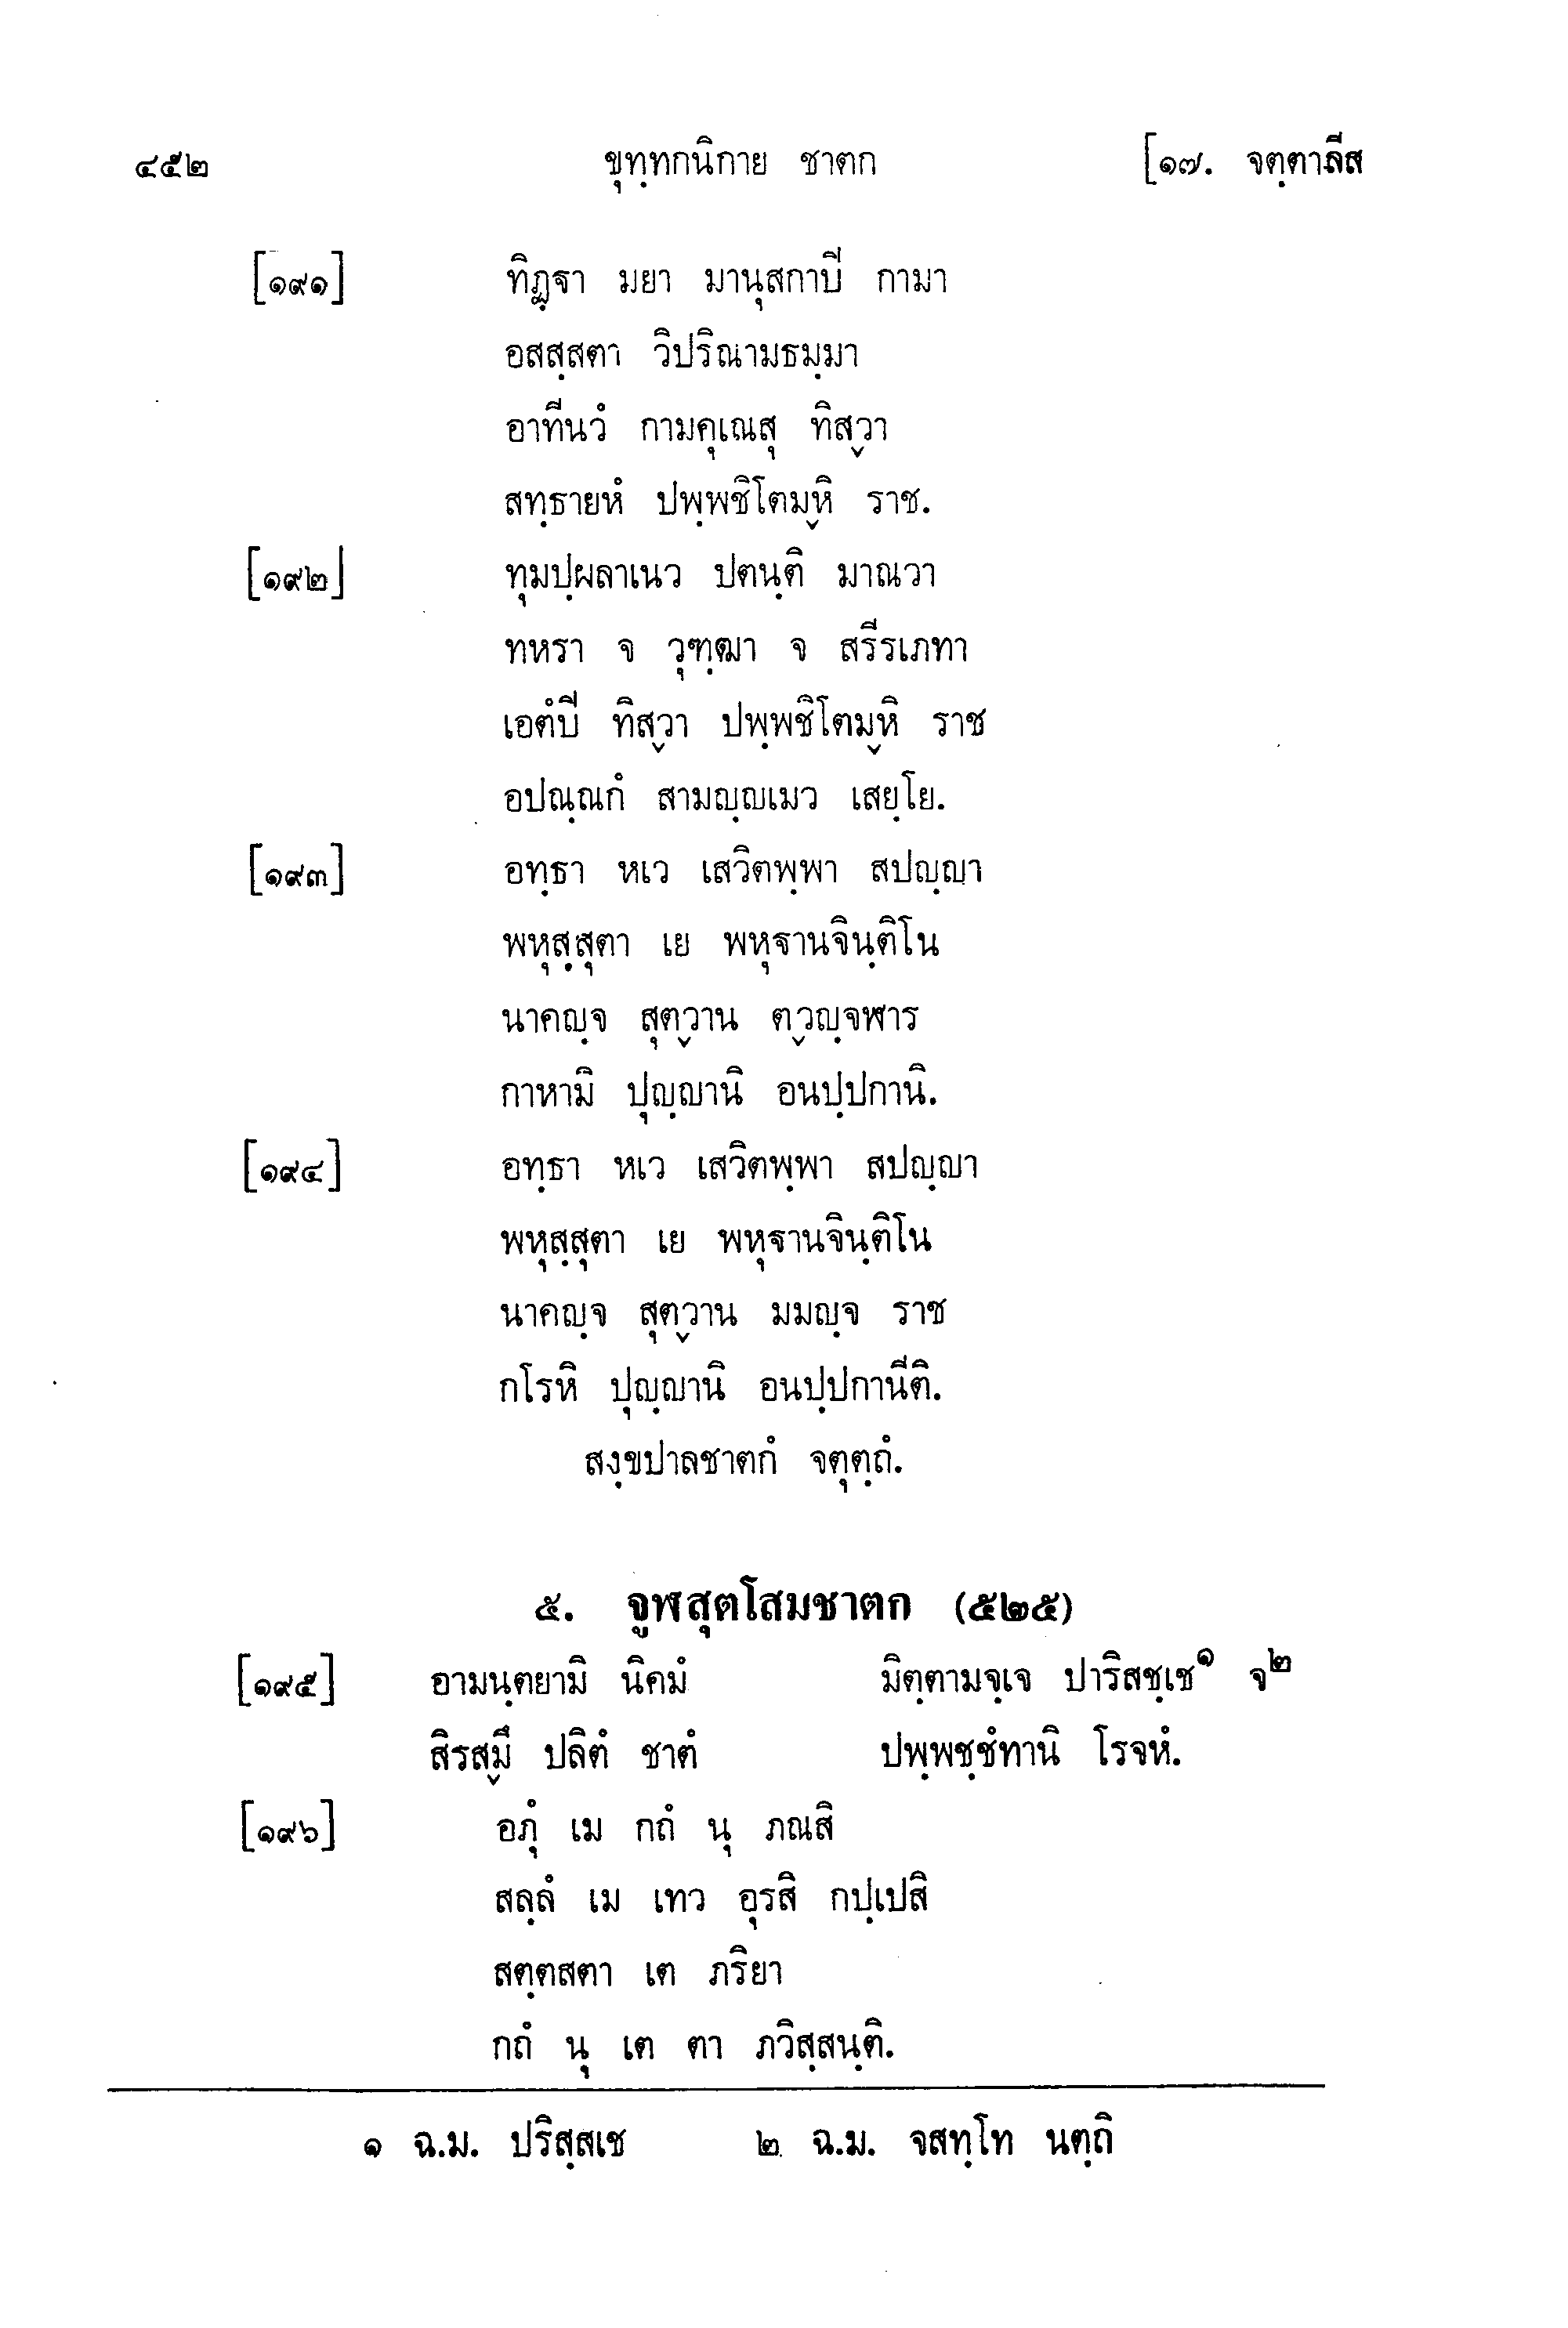 ๔๕๒ ขุทฺทกนิกาย ชาตก [๑๗. จตฺตาลีส
[๑๙๑] ทิฏฺฐา มยา มานุสกาปี กามา
อสสฺสตา วิปริณามธมฺมา
อาทีนวํ กามคุเณสุ ทิสฺวา
สทฺธายหํ ปพฺพชิโตมฺหิ ราช.
[๑๙๒] ทุมปฺผลาเนว ปตนฺติ มาณวา
ทหรา จ วุฑฺฒา จ สรีรเภทา
เอตํปี ทิสฺวา ปพฺพชิโตมฺหิ ราช
อปณฺณกํ สามญฺญเมว เสยฺโย.
[๑๙๓] อทฺธา หเว เสวิตพฺพา สปญฺญา
พหุสฺสุตา เย พหุฐานจินฺติโน
นาคญฺจ สุตฺวาน ตฺวญฺจฬาร
กาหามิ ปุญฺญานิ อนปฺปกานิ.
[๑๙๔] อทฺธา หเว เสวิตพฺพา สปญฺญา
พหุสฺสุตา เย พหุฐานจินฺติโน
นาคญฺจ สุตฺวาน มมญฺจ ราช
กโรหิ ปุญฺญานิ อนปฺปกานีติ.
สงฺขปาลชาตกํ จตุตฺถํ.
๕. จูฬสุตโสมชาตก (๕๒๕)
[๑๙๕] อามนฺตยามิ นิคมํ มิตฺตามจฺเจ ปาริสชฺเช๑ จ๒
สิรสฺมึ ปลิตํ ชาตํ ปพฺพชฺชํทานิ โรจหํ.
[๑๙๖] อภุํ เม กถํ นุ ภณสิ
สลฺลํ เม เทว อุรสิ กปฺเปสิ
สตฺตสตา เต ภริยา
กถํ นุ เต ตา ภวิสฺสนฺติ.
๑ ฉ.ม. ปริสฺสเช ๒ ฉ.ม. จสทฺโท นตฺถิ